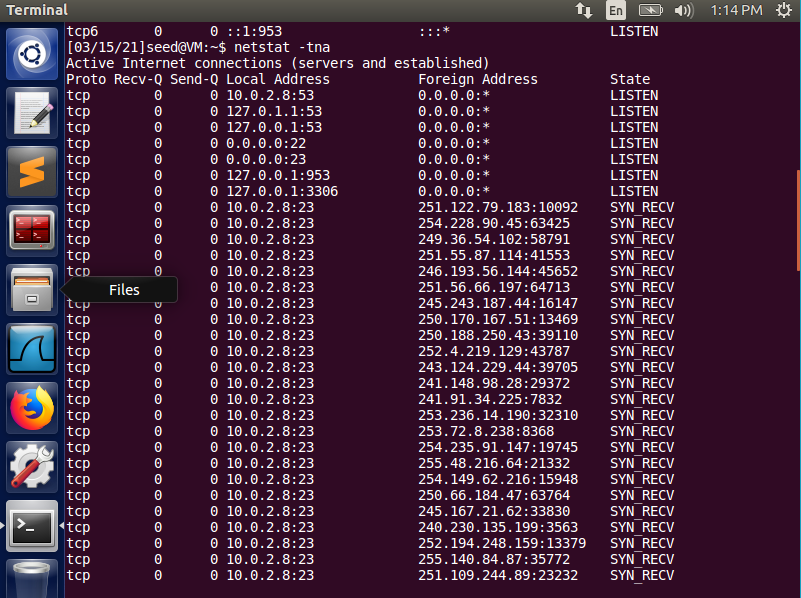 Terminal En 1:14 PM
tcp6 0 0 ::1:953 :::* LISTEN
[03/15/21]seed@VM:~$ netstat -tna
Active Internet connections (servers and established)
Proto Recv-Q Send-Q Local Address Foreign Address State
tcp 0 0 10.0.2.8:53 0.0.0.0:* LISTEN
tcp 0 0 127.0.1.1:53 0.0.0.0:* LISTEN
tcp 0 0 127.0.0.1:53 0.0.0.0:* LISTEN
tcp 0 0 0.0.0.0:22 0.0.0.0:* LISTEN
tcp 0 0 0.0.0.0:23 0.0.0.0:* LISTEN
tcp 0 0 127.0.0.1:953 0.0.0.0:* LISTEN
tcp 0 0 127.0.0.1:3306 0.0.0.0:* LISTEN
tcp 0 0 10.0.2.8:23 251.122.79.183:10092 SYN_RECV
tcp 0 0 10.0.2.8:23 254.228.90.45:63425 SYN_RECV
tcp 0 0 10.0.2.8:23 249.36.54.102:58791 SYN_RECV
tcp 0 0 10.0.2.8:23 251.55.87.114:41553 SYN_RECV
tcp 0 0 10.0.2.8:23 246.193.56.144:45652 SYN_RECV
Files 0 10.0.2.8:23 251.56.66.197:64713 SYN_RECV
tcp 0 0 10.0.2.8:23 245.243.187.44:16147 SYN_RECV
tcp 0 0 10.0.2.8:23 250.170.167.51:13469 SYN_RECV
tcp 0 0 10.0.2.8:23 250.188.250.43:39110 SYN_RECV
tcp 0 0 10.0.2.8:23 252.4.219.129:43787 SYN_RECV
tcp 0 0 10.0.2.8:23 243.124.229.44:39705 SYN_RECV
tcp 0 0 10.0.2.8:23 241.148.98.28:29372 SYN_RECV
tcp 0 0 10.0.2.8:23 241.91.34.225:7832 SYN_RECV
tcp 0 0 10.0.2.8:23 253.236.14.190:32310 SYN_RECV
tcp 0 0 10.0.2.8:23 253.72.8.238:8368 SYN_RECV
tcp 0 0 10.0.2.8:23 254.235.91.147:19745 SYN_RECV
tcp 0 0 10.0.2.8:23 255.48.216.64:21332 SYN_RECV
tcp 0 0 10.0.2.8:23 254.149.62.216:15948 SYN_RECV
tcp 0 0 10.0.2.8:23 250.66.184.47:63764 SYN_RECV
tcp 0 0 10.0.2.8:23 245.167.21.62:33830 SYN_RECV
tcp 0 0 10.0.2.8:23 240.230.135.199:3563 SYN_RECV
tcp 0 0 10.0.2.8:23 252.194.248.159:13379 SYN_RECV
tcp 0 0 10.0.2.8:23 255.140.84.87:35772 SYN_RECV
tcp 0 0 10.0.2.8:23 251.109.244.89:23232 SYN_RECV